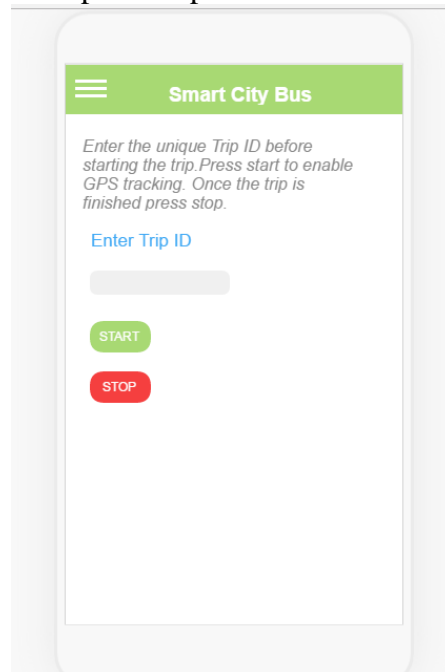 Smart City Bus
Enter the unique Trip ID before
starting the trip.Press start to enable
GPS tracking. Once the trip is
finished press stop.
Enter Trip ID
START
STOP